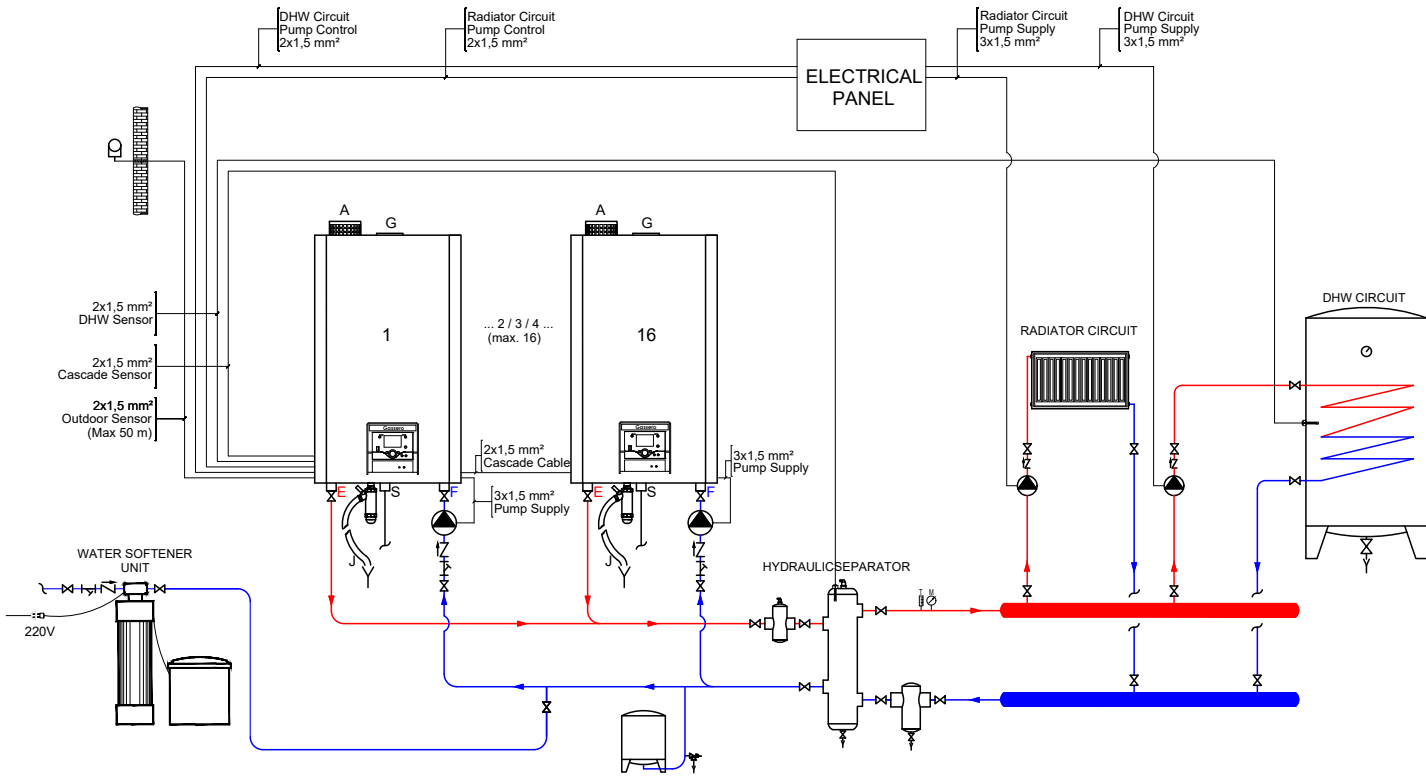 DHW Circuit
Pump Control
2x1,5 mm²
Radiator Circuit
Pump Control
2x1,5 mm²
Radiator Circuit
Pump Supply
3x1,5 mm²
DHW Circuit
Pump Supply
3x1,5 mm²
ELECTRICAL
PANEL
A
G
A
G
2x1,5 mm²
DHW Sensor
2x1,5 mm²
Cascade Sensor
2x1,5 mm²
Outdoor Sensor
(Max 50 m)
1
... 2 / 3 / 4 ...
(max. 16)
16
RADIATOR CIRCUIT
DHW CIRCUIT
Gassero
Gassero
2x1,5 mm²
Cascade Cable
3x1,5 mm²
Pump Supply
E
S
F
E
S
F
3x1,5 mm²
Pump Supply
J
J
WATER SOFTENER
UNIT
220V
HYDRAULICSEPARATOR
T
M